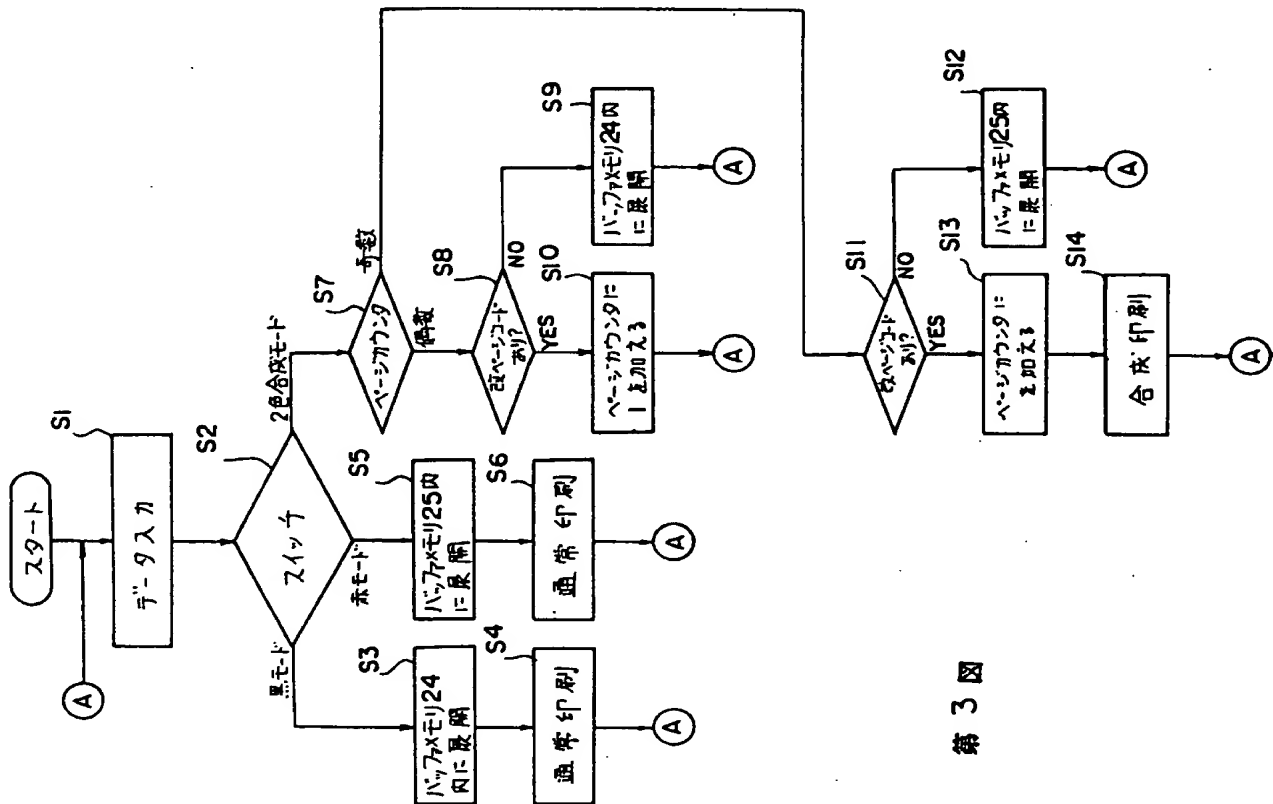 スタート
A
S1
データ入力
S2
スイッチ
黒モード
赤モード
2色合成モード
S3
バッファメモリ24
内に展開
S4
通常印刷
A
S5
バッファメモリ25内
に展開
S6
通常印刷
A
S7
ページカウンタ
奇数
偶数
S8
改ページコード
あり?
NO
YES
S9
バッファメモリ24内
に展開
A
S10
ページカウンタに
1を加える
A
S11
改ページコード
あり?
NO
YES
S12
バッファメモリ25内
に展開
A
S13
ページカウンタに
を加える
S14
合成印刷
A
第3図